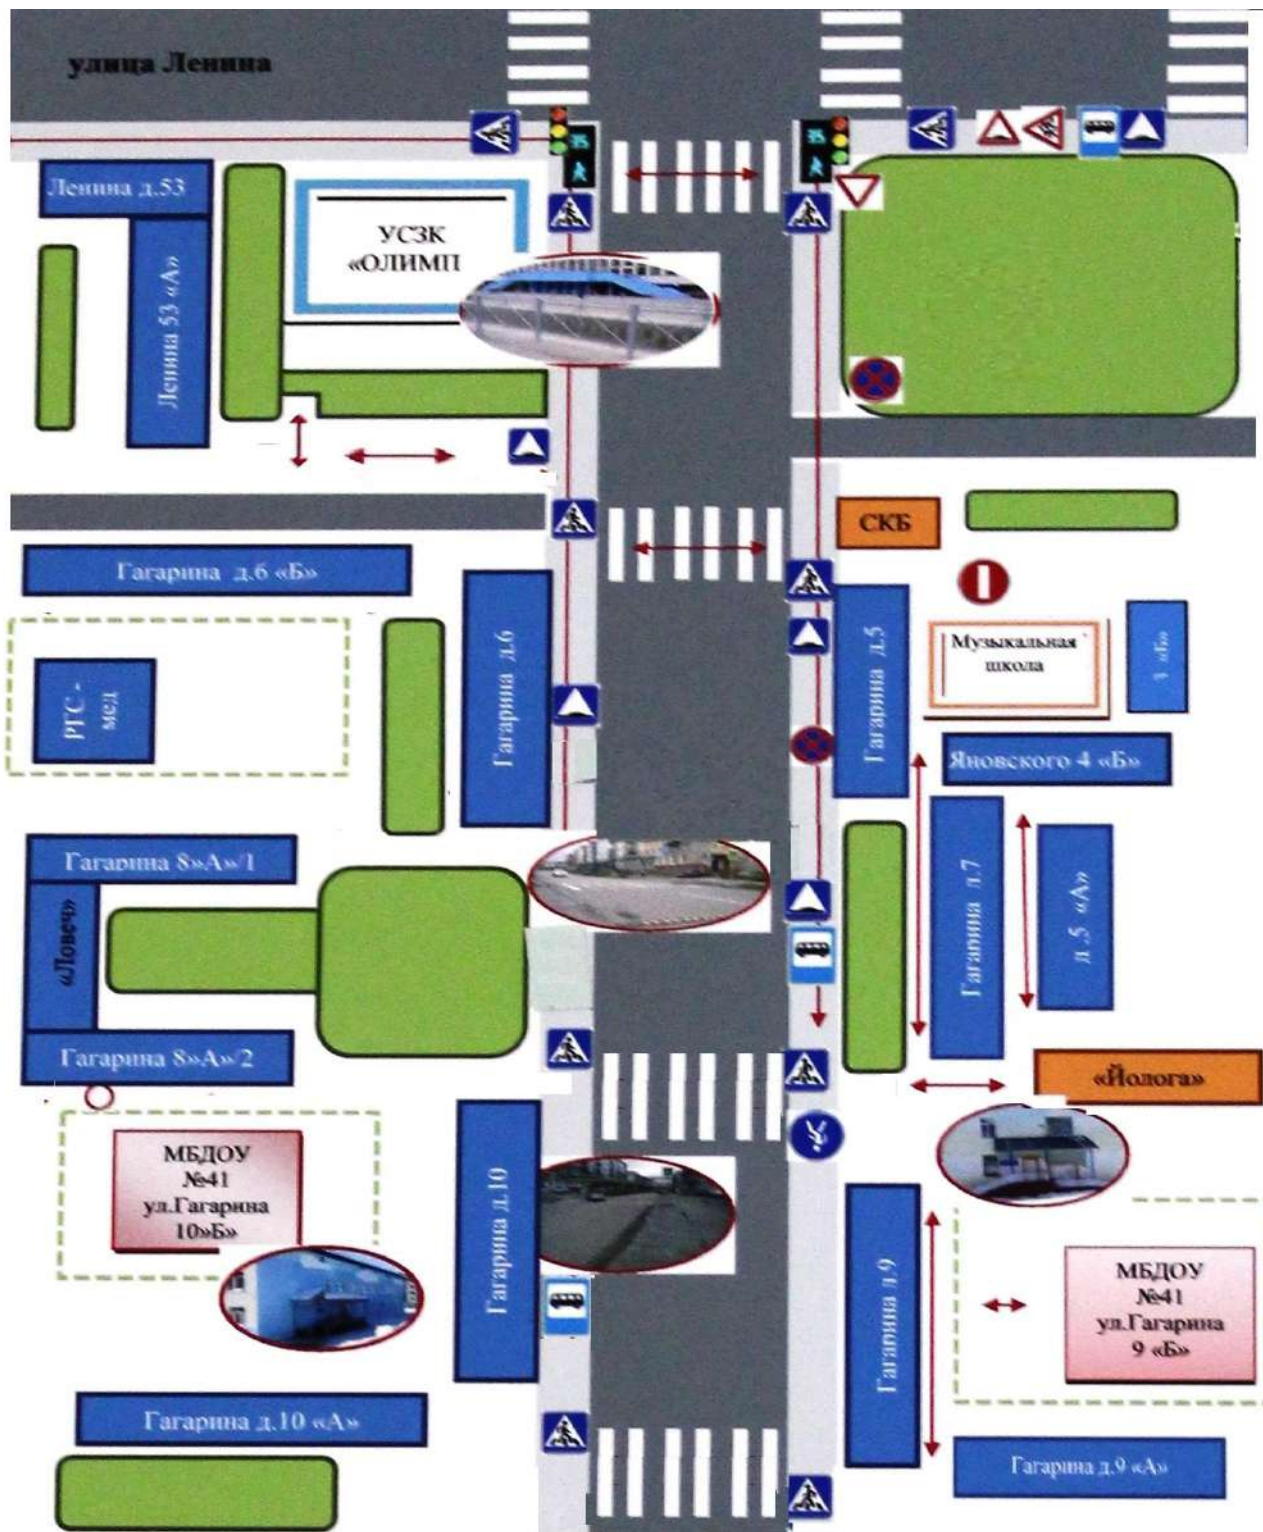 улица Ленина
35
35
Ленина д.53
УСЗК
«ОЛИМП
Ленина 53 «А»
СКБ
Гагарина д.6 «Б»
Гагарина д.6
Гагарина д.5
Музыкальная
школа
РГС -
мед
Яновского 4 «Б»
Гагарина 8»А»/1
«Ловеч»
Гагарина д.7
д.5 «А»
Гагарина 8»А»/2
«Йолога»
МБДОУ
№41
ул.Гагарина
10»Б»
Гагарина д.10
Гагарина д.9
МБДОУ
№41
ул.Гагарина
9 «Б»
Гагарина д.10 «А»
Гагарина д.9 «А»